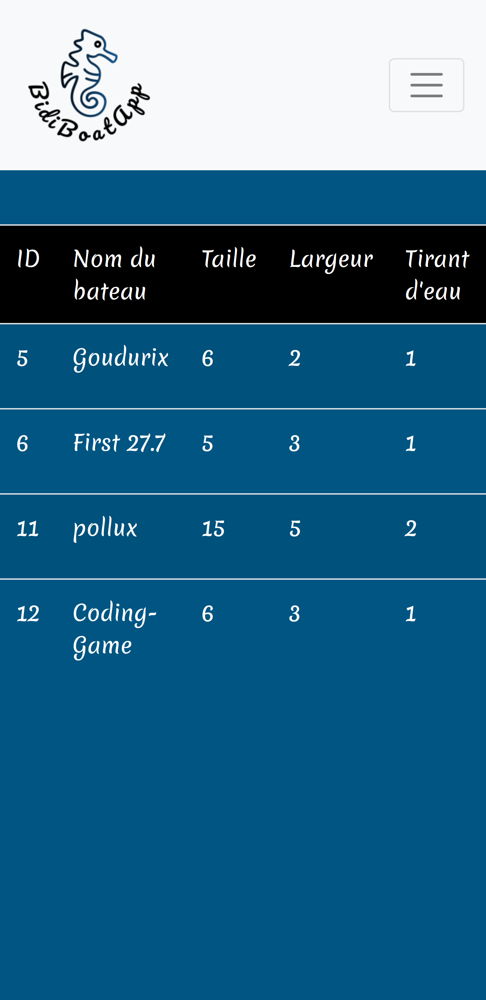 BidiBoatApp
ID Nom du bateau Taille Largeur Tirant d'eau
5 Goudurix 6 2 1
6 First 27.7 5 3 1
11 pollux 15 5 2
12 Coding-Game 6 3 1